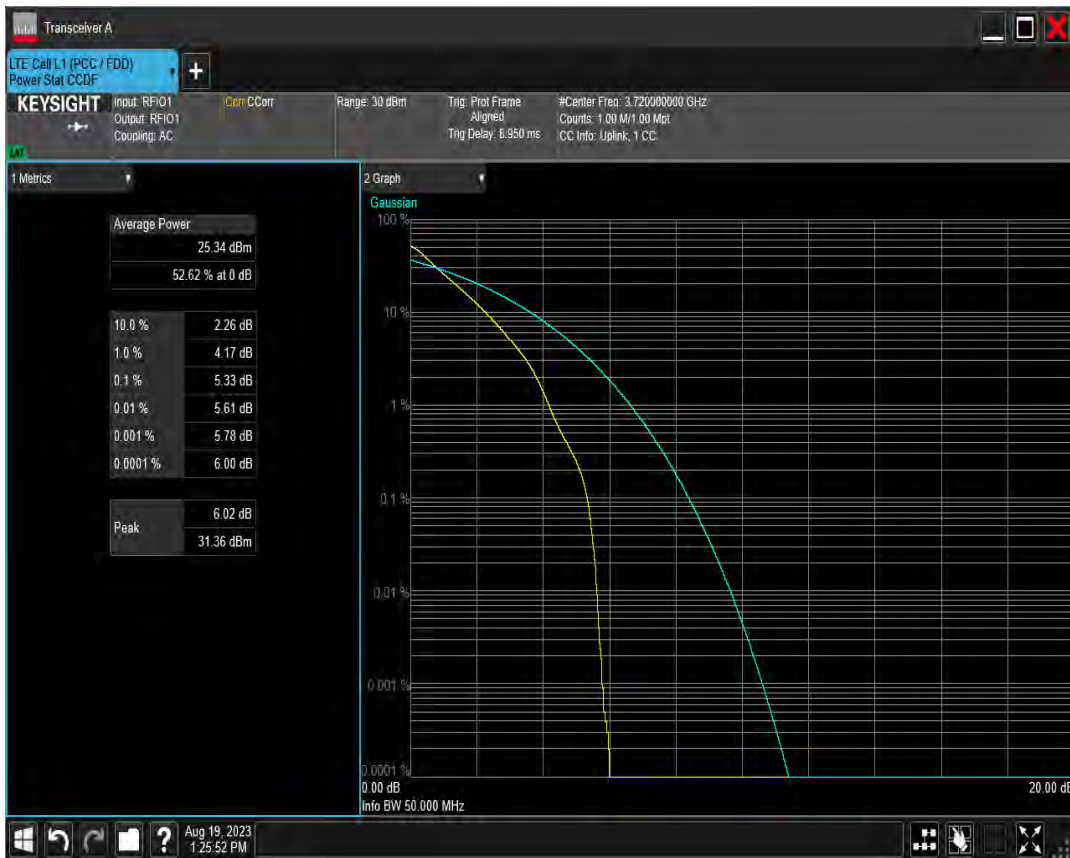 Transceiver A
LTE Cell L1 (PCC / FDD)
Power Stat CCDF
KEYSIGHT
Input: RFIO1
Output: RFIO1
Coupling: AC
Corr CCorr
Range: 30 dBm
Trig: Prot Frame
Aligned
Trig Delay: 8.950 ms
#Center Freq: 3.720000000 GHz
Counts: 1.00 M/1.00 Mpt
CC Info: Uplink, 1 CC
1 Metrics
Average Power
25.34 dBm
52.62 % at 0 dB
10.0 % 2.26 dB
1.0 % 4.17 dB
0.1 % 5.33 dB
0.01 % 5.61 dB
0.001 % 5.78 dB
0.0001 % 6.00 dB
Peak 6.02 dB
31.36 dBm
2 Graph
Gaussian
100 %
10 %
1 %
0.1 %
0.01 %
0.001 %
0.0001 %
0.00 dB 20.00 dB
Info BW 50.000 MHz
Aug 19, 2023
1:25:52 PM